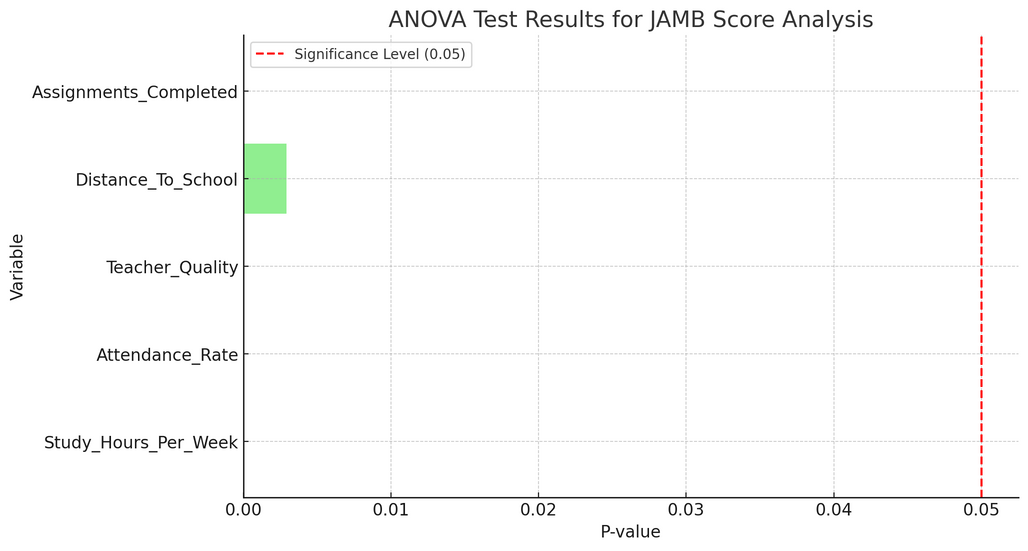 ANOVA Test Results for JAMB Score Analysis
Significance Level (0.05)
Variable
Assignments_Completed
Distance_To_School
Teacher_Quality
Attendance_Rate
Study_Hours_Per_Week
0.00 0.01 0.02 0.03 0.04 0.05
P-value